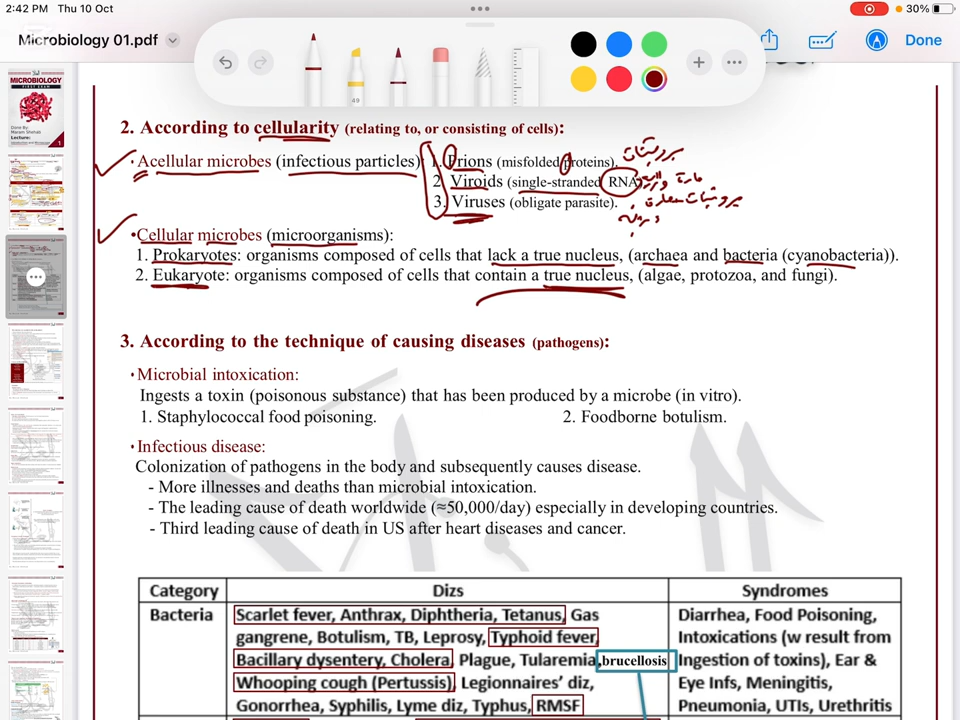 2:42 PM Thu 10 Oct
30%
Microbiology 01.pdf
Done
MICROBIOLOGY
FIRST EXAM
2. According to cellularity (relating to, or consisting of cells):
• Acellular microbes (infectious particles): 1. Prions (misfolded proteins). بروتينات
2. Viroids (single-stranded RNA).
3. Viruses (obligate parasite).
•Cellular microbes (microorganisms):
1. Prokaryotes: organisms composed of cells that lack a true nucleus, (archaea and bacteria (cyanobacteria)).
2. Eukaryote: organisms composed of cells that contain a true nucleus, (algae, protozoa, and fungi).
3. According to the technique of causing diseases (pathogens):
• Microbial intoxication:
Ingests a toxin (poisonous substance) that has been produced by a microbe (in vitro).
1. Staphylococcal food poisoning. 2. Foodborne botulism.
• Infectious disease:
Colonization of pathogens in the body and subsequently causes disease.
- More illnesses and deaths than microbial intoxication.
- The leading cause of death worldwide (≈50,000/day) especially in developing countries.
- Third leading cause of death in US after heart diseases and cancer.
Category Dizs Syndromes
Bacteria Scarlet fever, Anthrax, Diphtheria, Tetanus, Gas Diarrhea, Food Poisoning,
gangrene, Botulism, TB, Leprosy, Typhoid fever, Intoxications (w result from
Bacillary dysentery, Cholera, Plague, Tularemia, brucellosis Ingestion of toxins), Ear &
Whooping cough (Pertussis), Legionnaires' diz, Eye Infs, Meningitis,
Gonorrhea, Syphilis, Lyme diz, Typhus, RMSF Pneumonia, UTIs, Urethritis